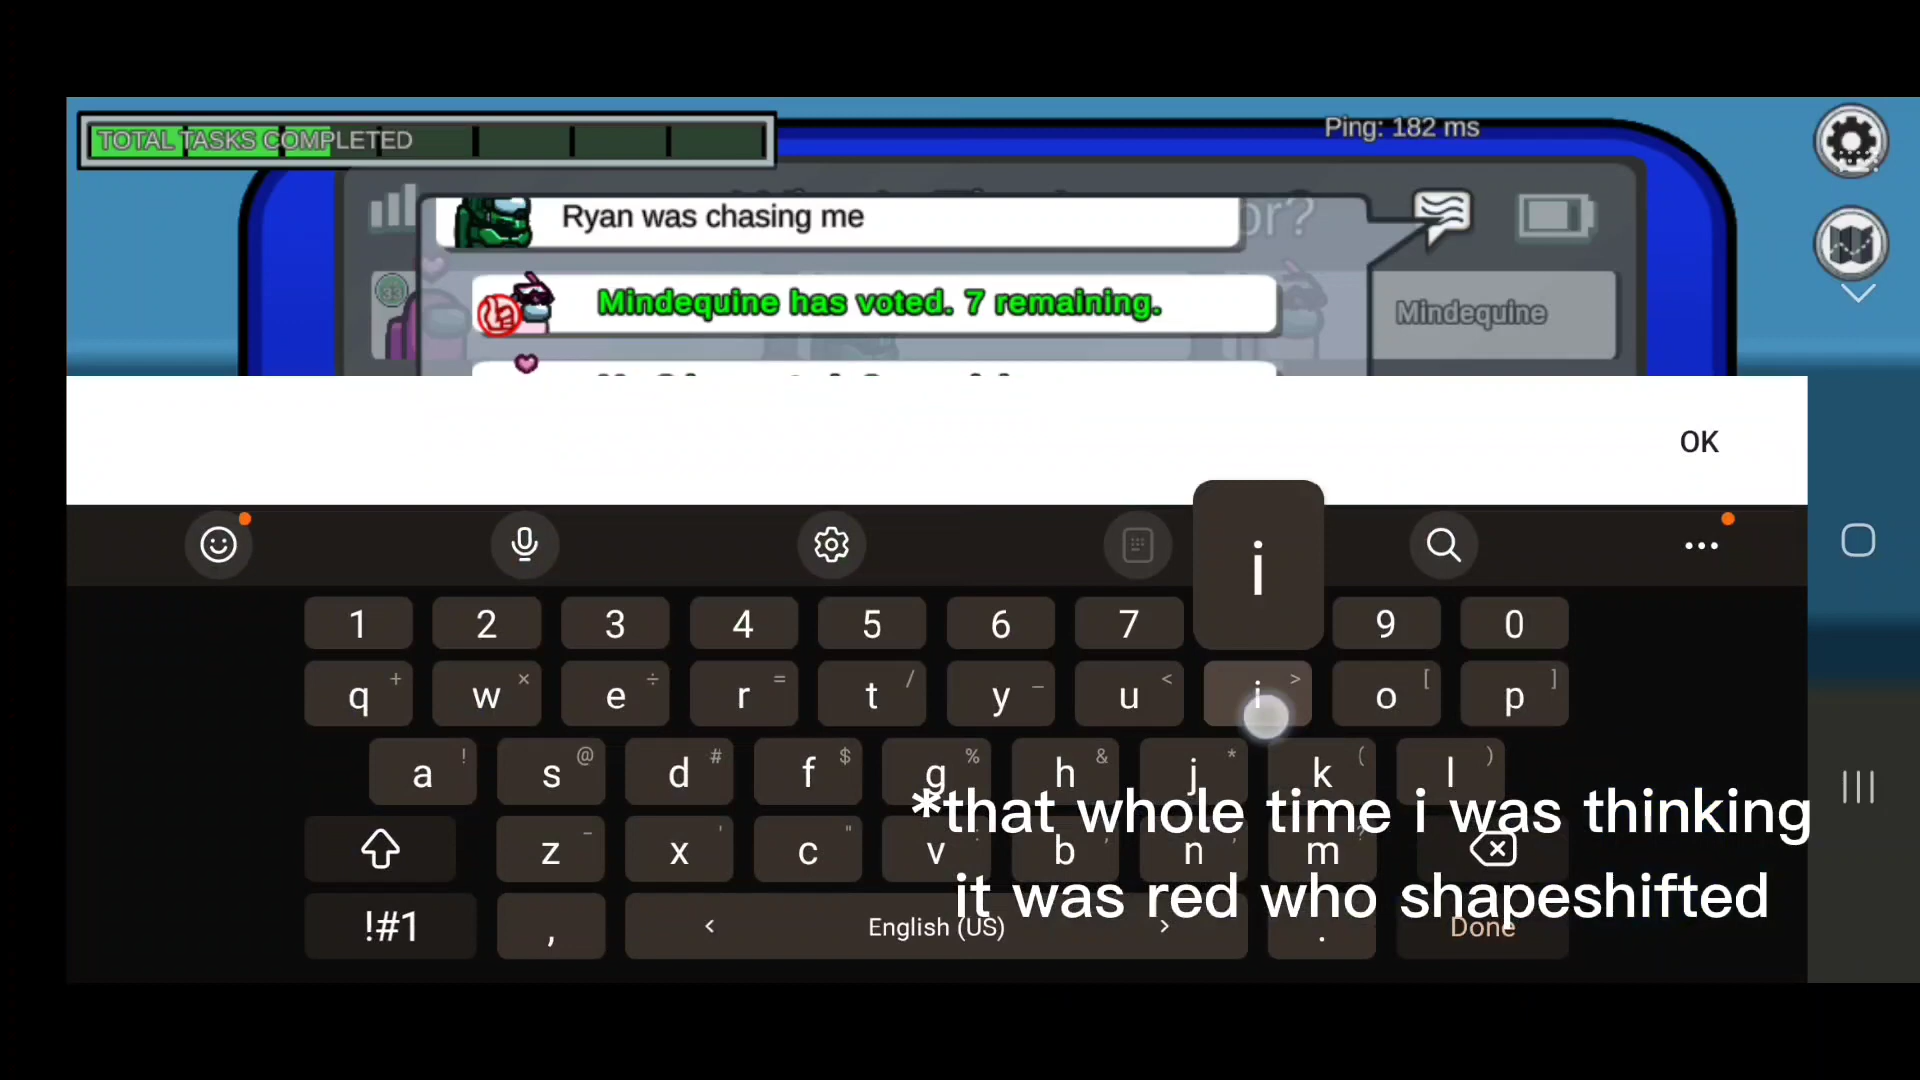 TOTAL TASKS COMPLETED
Ping: 182 ms
or?
Ryan was chasing me
33
Mindequine has voted. 7 remaining.
Mindequine
OK
i
1 2 3 4 5 6 7 9 0
q + w × e ÷ r = t / y _ u < i > o [ p ]
a ! s @ d # f $ g % h & j * k ( l )
*that whole time i was thinking
z - x ' c " v : b ; n , m ?
it was red who shapeshifted
!#1 , < English (US) > . Done